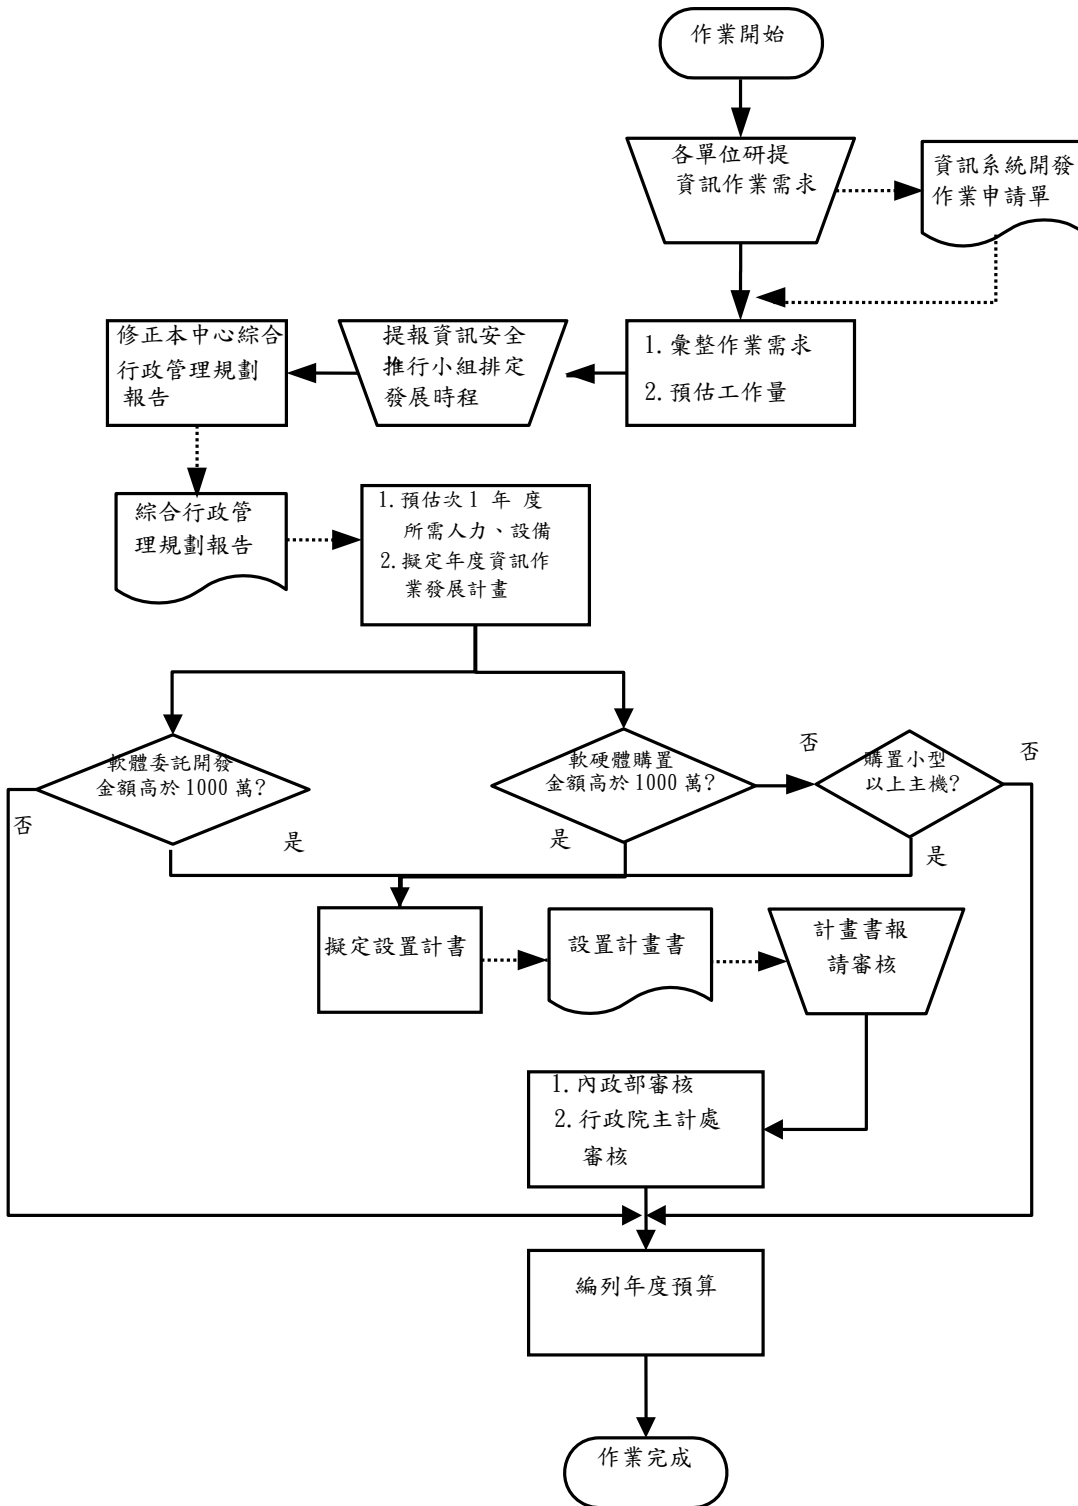 作業開始
各單位研提
資訊作業需求
資訊系統開發
作業申請單
修正本中心綜合
行政管理規劃
報告
提報資訊安全
推行小組排定
發展時程
1. 彙整作業需求
2. 預估工作量
綜合行政管
理規劃報告
1. 預估次 1 年 度
所需人力、設備
2. 擬定年度資訊作
業發展計畫
軟體委託開發
金額高於 1000 萬?
軟硬體購置
金額高於 1000 萬?
否
購置小型
以上主機?
否
否
是
是
是
擬定設置計書
設置計畫書
計畫書報
請審核
1. 內政部審核
2. 行政院主計處
審核
編列年度預算
作業完成